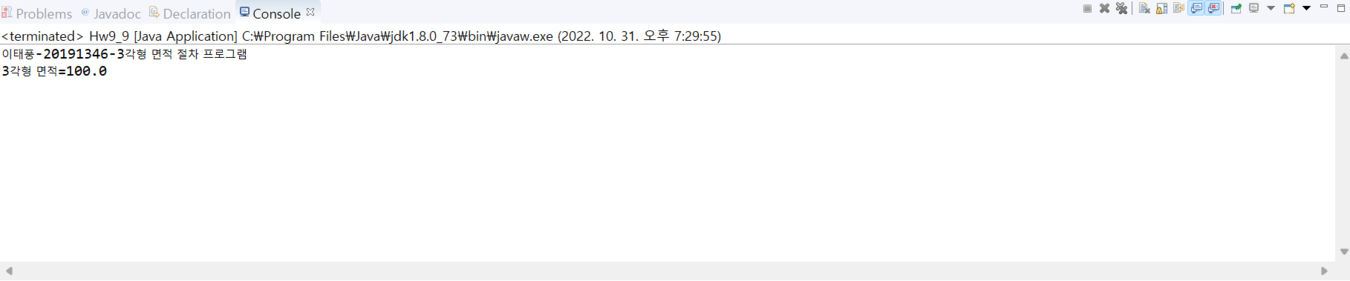 Problems @ Javadoc Declaration Console
<terminated> Hw9_9 [Java Application] C:₩Program Files₩Java₩jdk1.8.0_73₩bin₩javaw.exe (2022. 10. 31. 오후 7:29:55)
이태풍-20191346-3각형 면적 절차 프로그램
3각형 면적=100.0